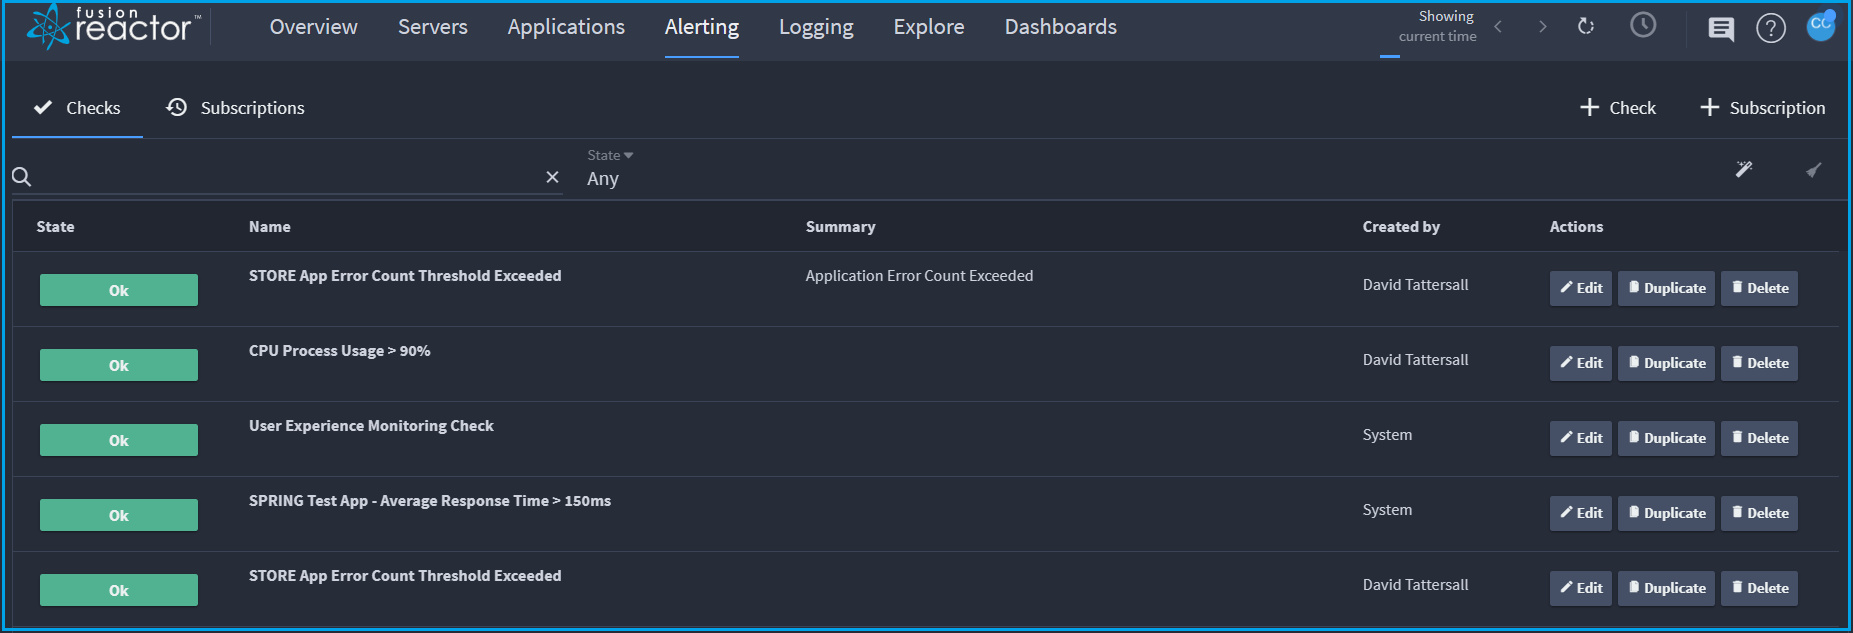 fusion
reactor™
Overview
Servers
Applications
Alerting
Logging
Explore
Dashboards
Showing
current time
CC
Checks
Subscriptions
Check
Subscription
State
Any
State Name Summary Created by Actions
Ok STORE App Error Count Threshold Exceeded Application Error Count Exceeded David Tattersall Edit Duplicate Delete
Ok CPU Process Usage > 90% David Tattersall Edit Duplicate Delete
Ok User Experience Monitoring Check System Edit Duplicate Delete
Ok SPRING Test App - Average Response Time > 150ms System Edit Duplicate Delete
Ok STORE App Error Count Threshold Exceeded David Tattersall Edit Duplicate Delete